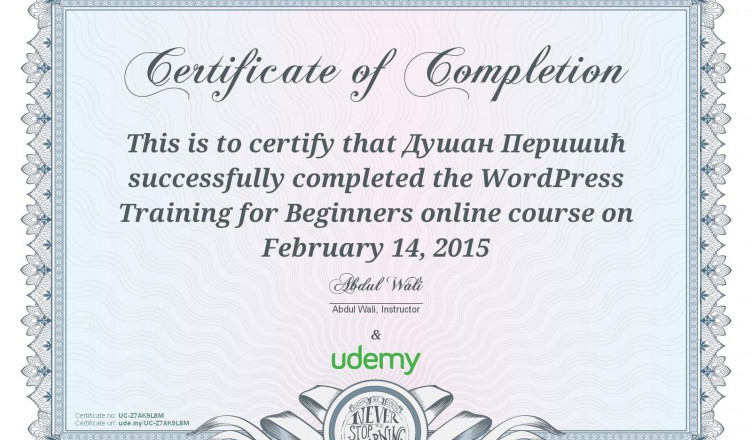 Certificate of Completion
This is to certify that Душан Перишић
successfully completed the WordPress
Training for Beginners online course on
February 14, 2015
Abdul Wali
Abdul Wali, Instructor
&
udemy
Certificate no: UC-Z7AK9L8M
Certificate url: ude.my/UC-Z7AK9L8M
NEVER
STOP